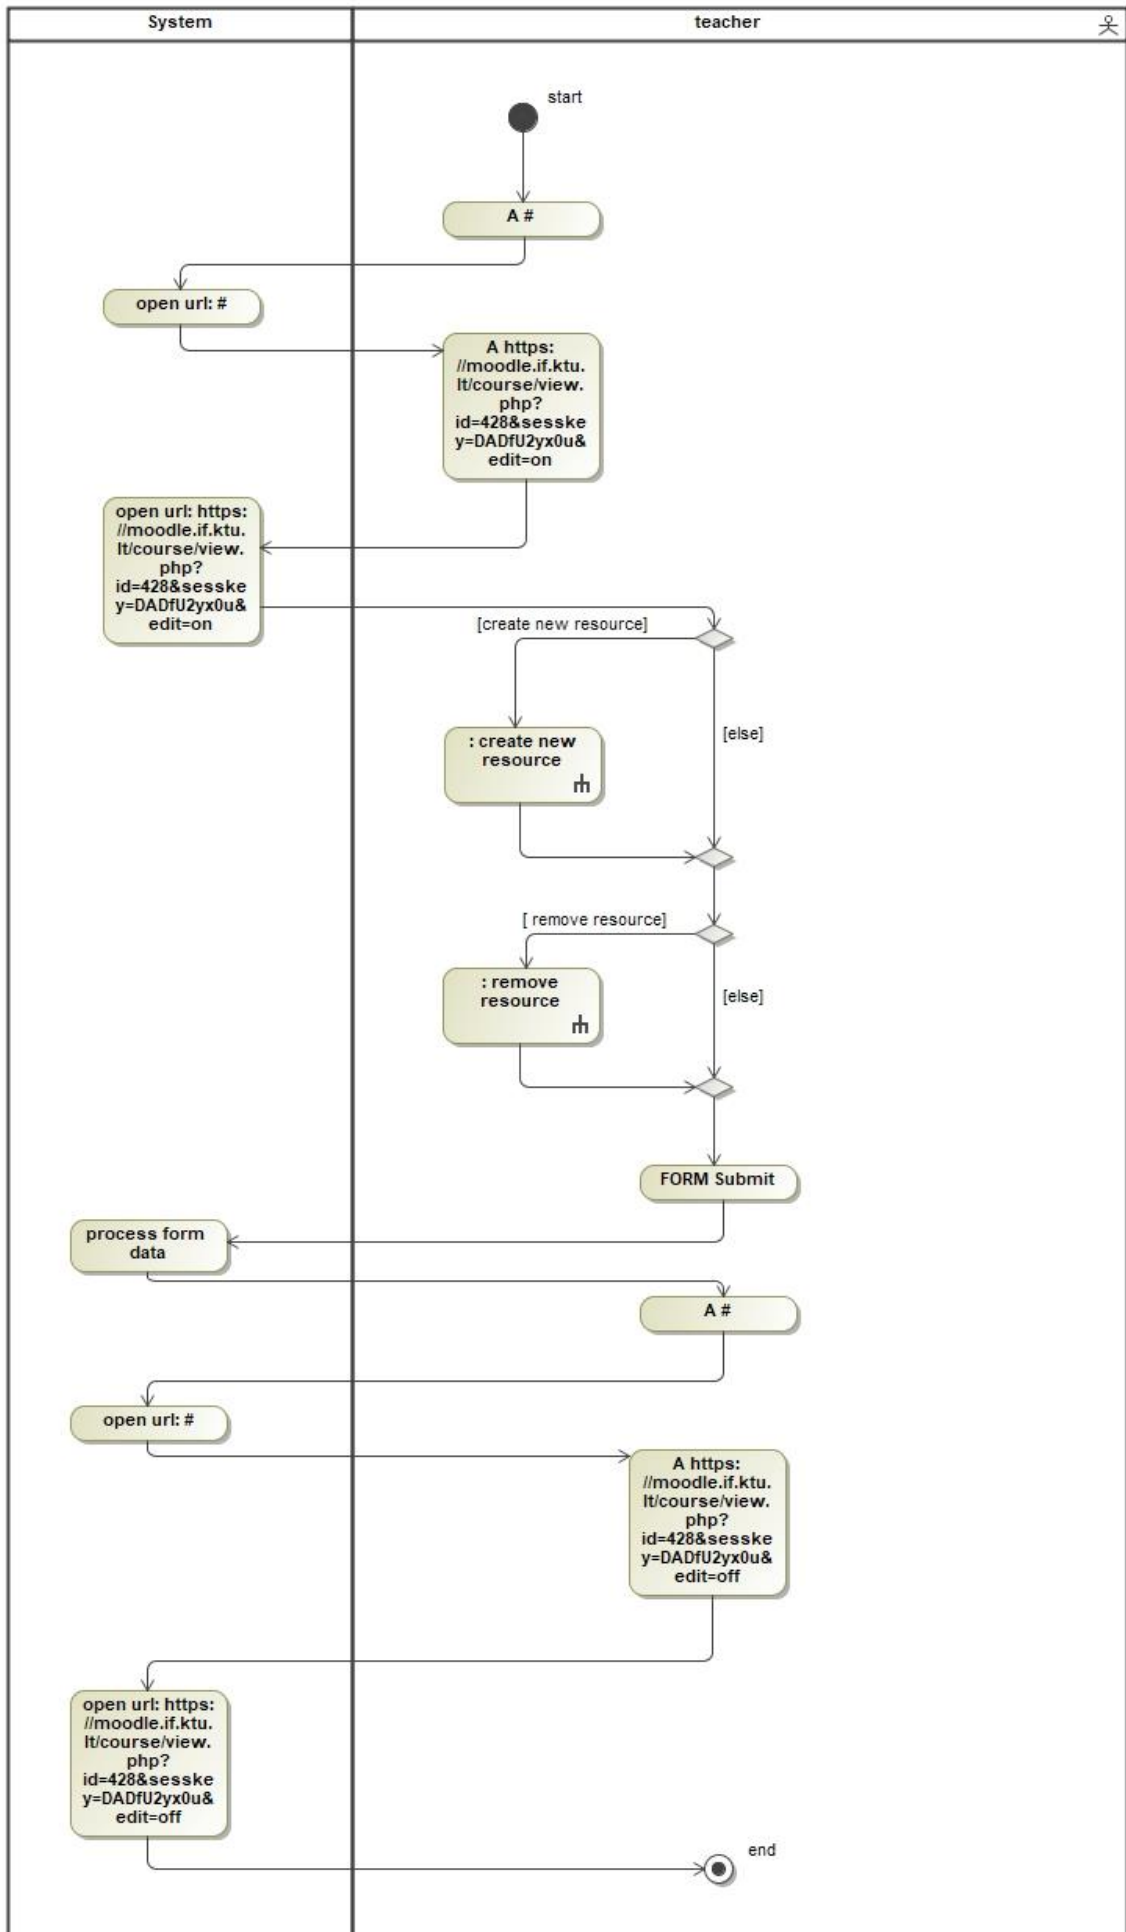 System
teacher
start
A #
open url: #
A https:
//moodle.if.ktu.
lt/course/view.
php?
id=428&sesske
y=DADfU2yx0u&
edit=on
open url: https:
//moodle.if.ktu.
lt/course/view.
php?
id=428&sesske
y=DADfU2yx0u&
edit=on
[create new resource]
[else]
: create new
resource
[ remove resource]
[else]
: remove
resource
FORM Submit
process form
data
A #
open url: #
A https:
//moodle.if.ktu.
lt/course/view.
php?
id=428&sesske
y=DADfU2yx0u&
edit=off
open url: https:
//moodle.if.ktu.
lt/course/view.
php?
id=428&sesske
y=DADfU2yx0u&
edit=off
end